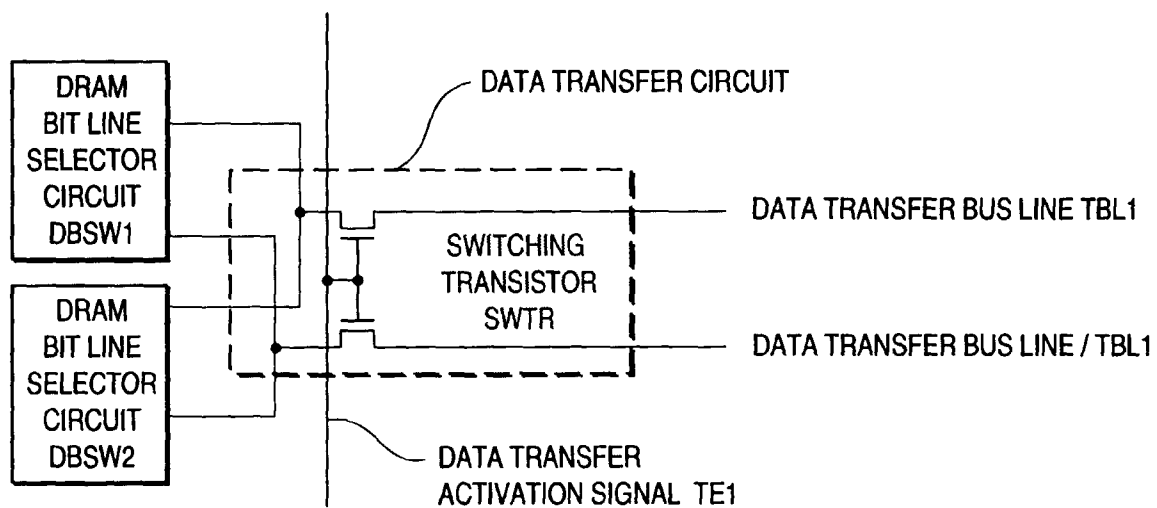 DRAM
BIT LINE
SELECTOR
CIRCUIT
DBSW1
DATA TRANSFER CIRCUIT
DATA TRANSFER BUS LINE TBL1
SWITCHING
TRANSISTOR
SWTR
DRAM
BIT LINE
SELECTOR
CIRCUIT
DBSW2
DATA TRANSFER BUS LINE / TBL1
DATA TRANSFER
ACTIVATION SIGNAL TE1